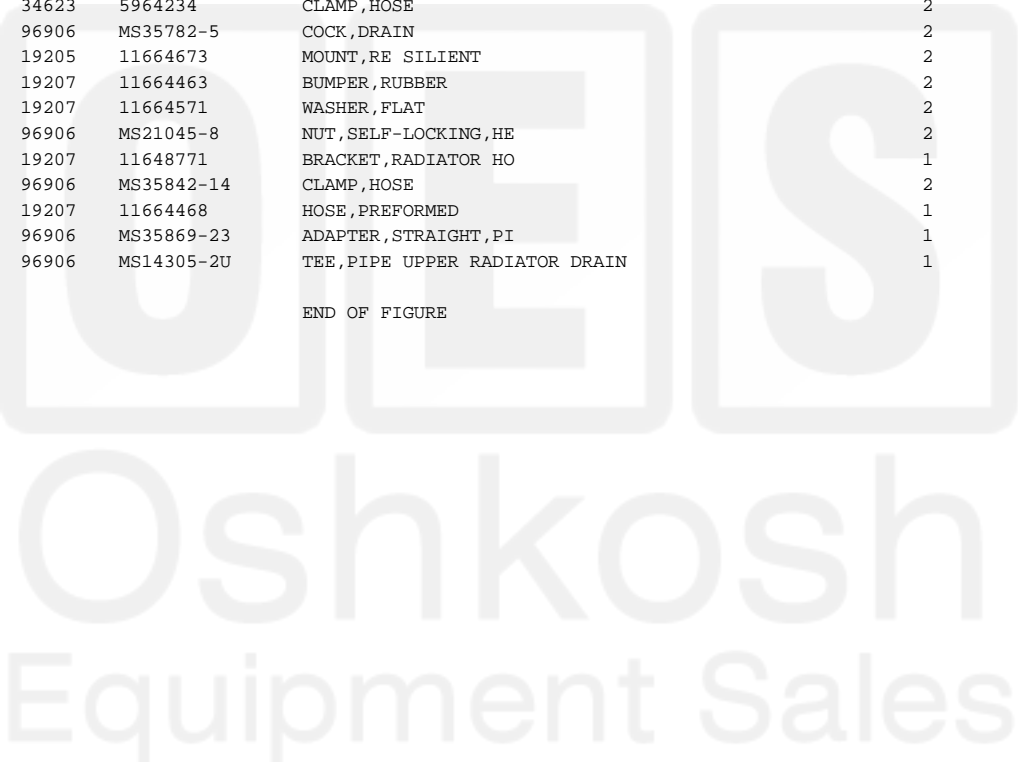 34623 5964234 CLAMP,HOSE 2
96906 MS35782-5 COCK,DRAIN 2
19205 11664673 MOUNT,RE SILIENT 2
19207 11664463 BUMPER,RUBBER 2
19207 11664571 WASHER,FLAT 2
96906 MS21045-8 NUT,SELF-LOCKING,HE 2
19207 11648771 BRACKET,RADIATOR HO 1
96906 MS35842-14 CLAMP,HOSE 2
19207 11664468 HOSE,PREFORMED 1
96906 MS35869-23 ADAPTER,STRAIGHT,PI 1
96906 MS14305-2U TEE,PIPE UPPER RADIATOR DRAIN 1
END OF FIGURE
OES
Oshkosh
Equipment Sales